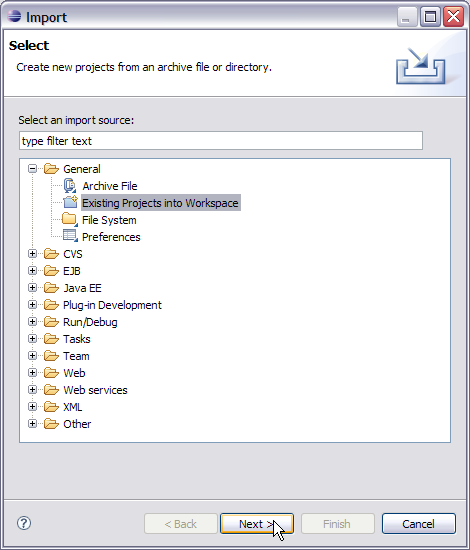 Import
Select
Create new projects from an archive file or directory.
Select an import source:
type filter text
General
Archive File
Existing Projects into Workspace
File System
Preferences
CVS
EJB
Java EE
Plug-in Development
Run/Debug
Tasks
Team
Web
Web services
XML
Other
? < Back Next > Finish Cancel